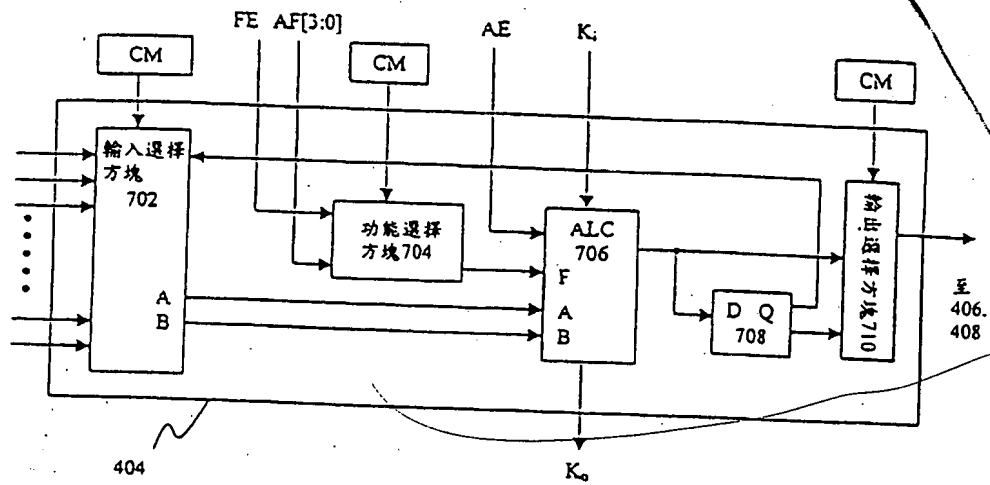 FE AF[3:0]
AE
Ki
CM
CM
CM
輸入選擇
方塊
702
A
B
功能選擇
方塊704
ALC
706
F
A
B
D Q
708
輸出選擇方塊710
至
406.
408
404
Ko